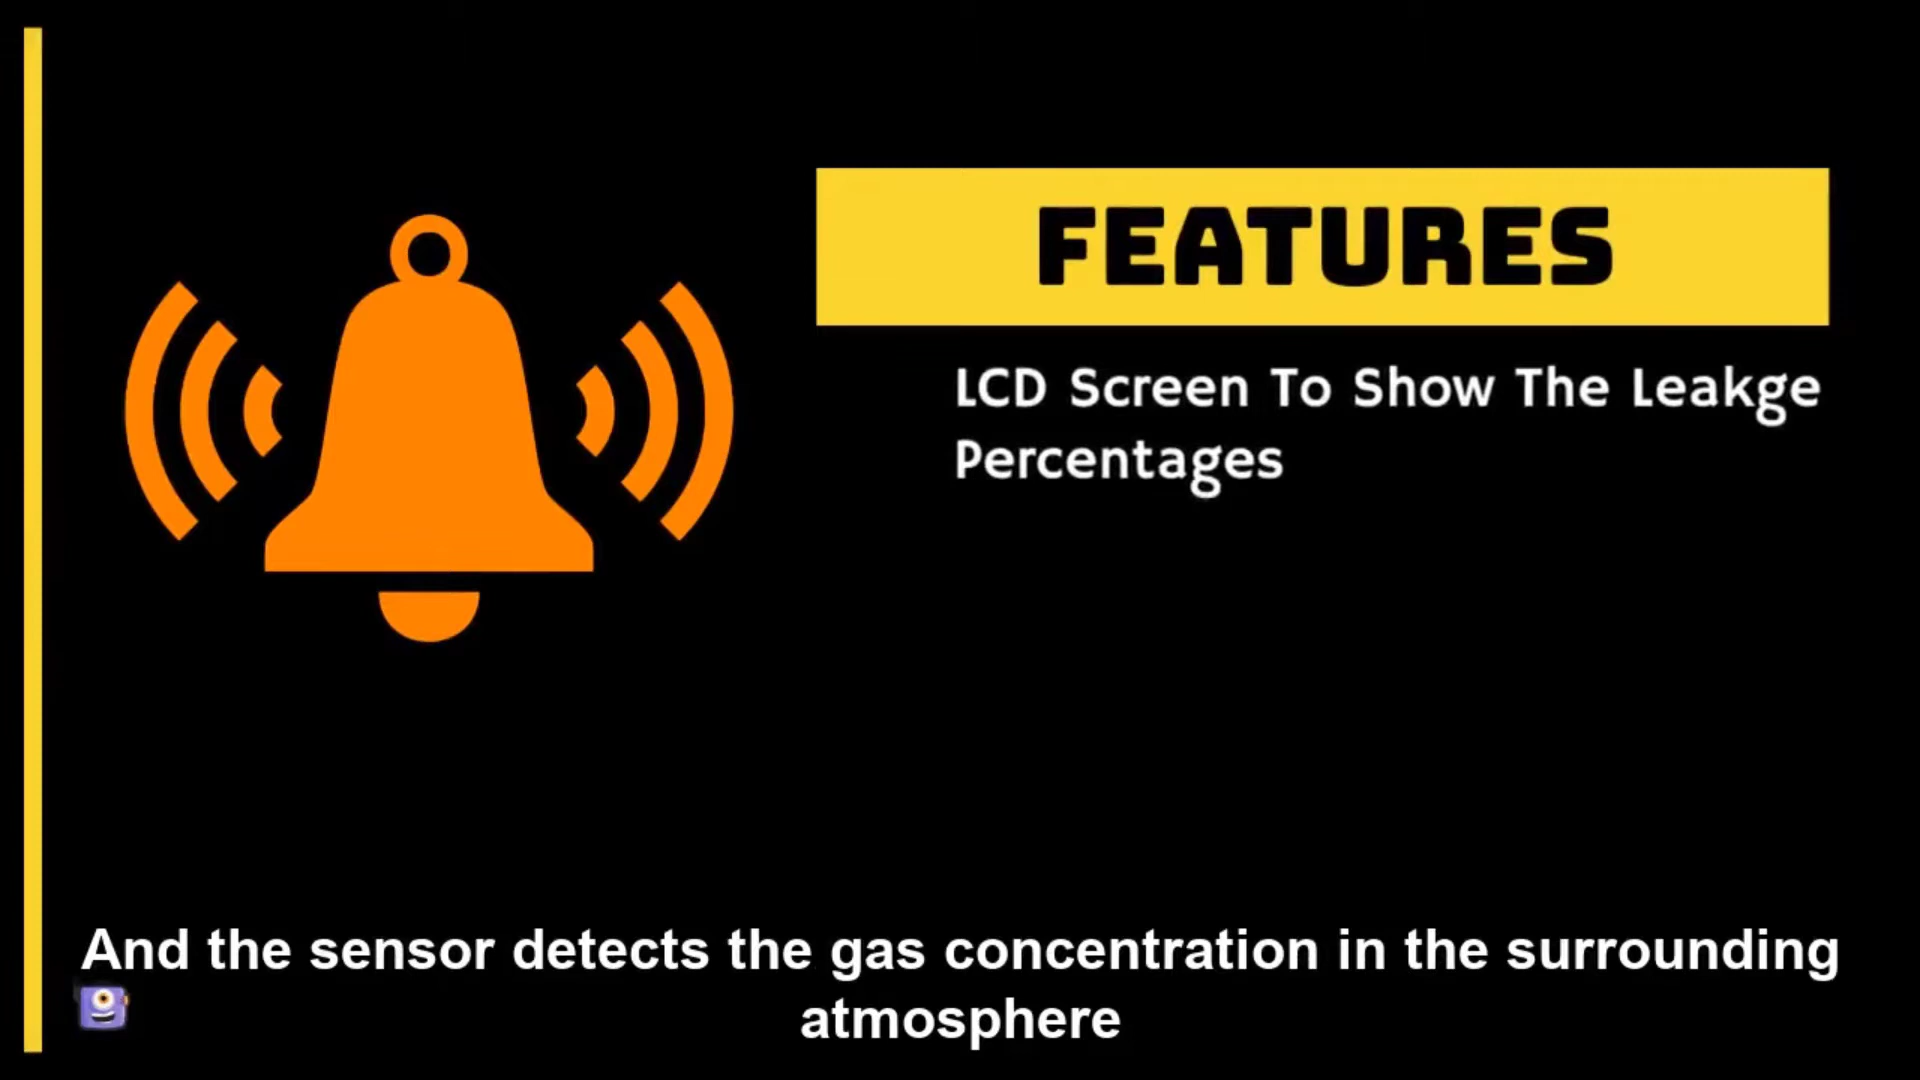 FEATURES
LCD Screen To Show The Leakge
Percentages
And the sensor detects the gas concentration in the surrounding
atmosphere